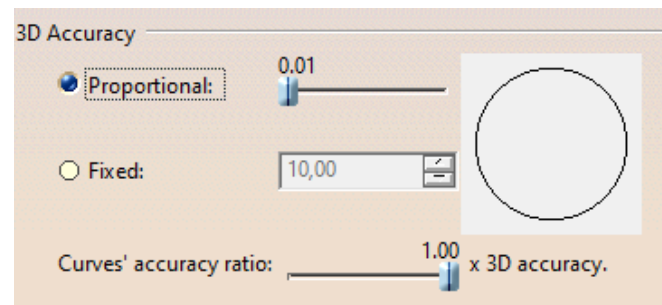 3D Accuracy
0.01
Proportional:
Fixed: 10,00
1.00
Curves' accuracy ratio: x 3D accuracy.